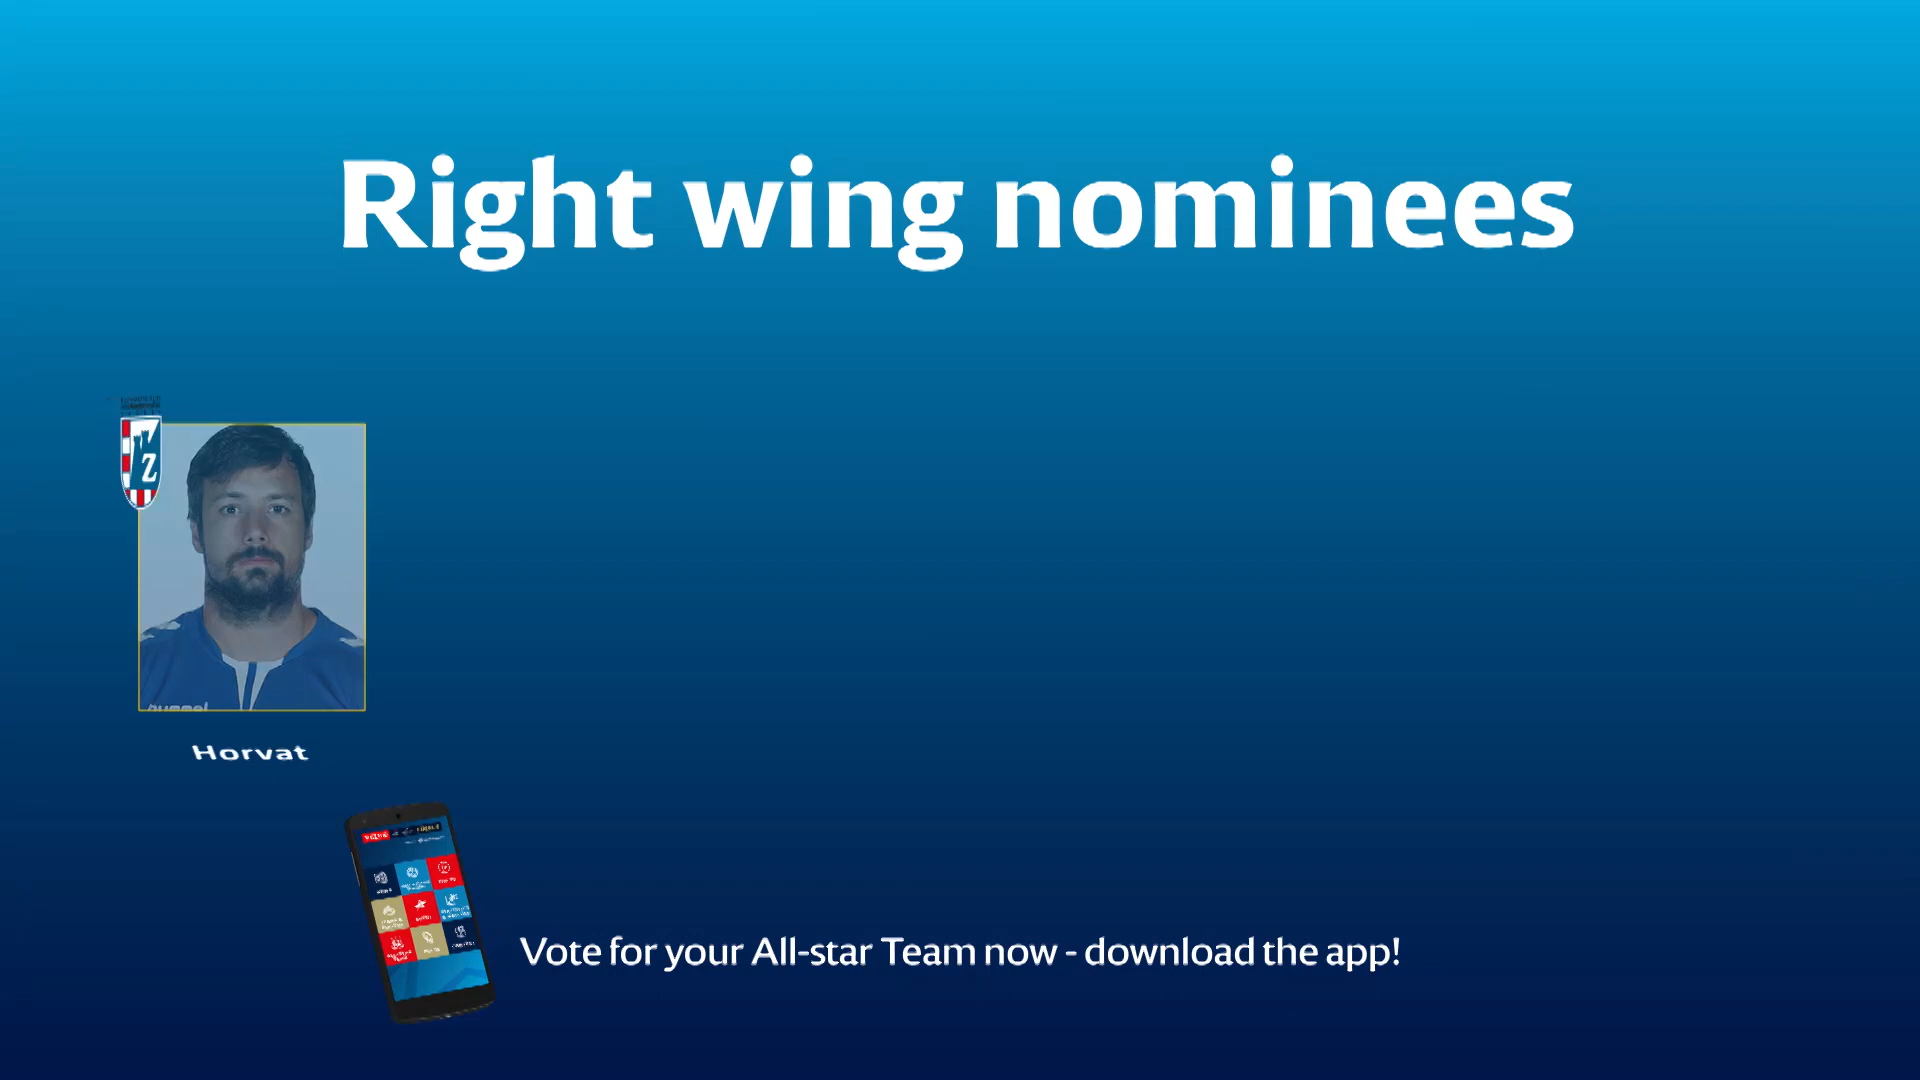 Right wing nominees
Z
Horvat
Vote for your All-star Team now - download the app!